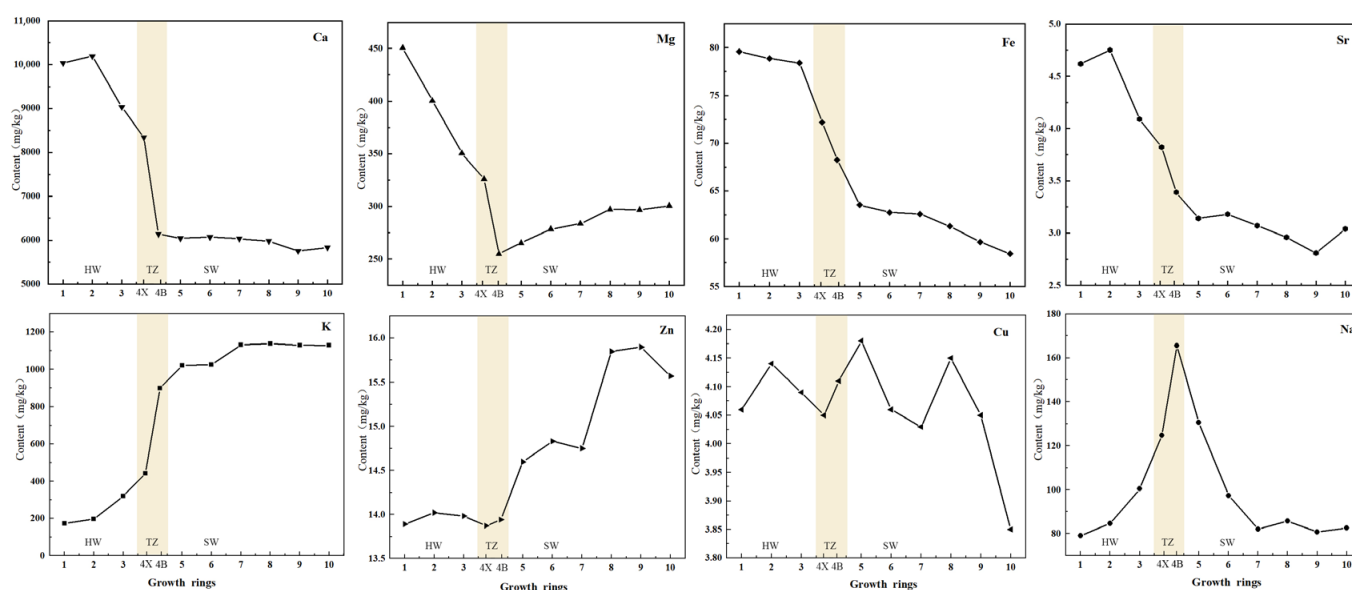 Ca
Content（mg/kg）
11,000
10,000
9000
8000
7000
6000
5000
HW TZ SW
1 2 3 4X 4B 5 6 7 8 9 10
Mg
Content（mg/kg）
450
400
350
300
250
HW TZ SW
1 2 3 4X 4B 5 6 7 8 9 10
Fe
Content（mg/kg）
80
75
70
65
60
55
HW TZ SW
1 2 3 4X 4B 5 6 7 8 9 10
Sr
Content（mg/kg）
5.0
4.5
4.0
3.5
3.0
2.5
HW TZ SW
1 2 3 4X 4B 5 6 7 8 9 10
K
Content（mg/kg）
1200
1000
800
600
400
200
0
HW TZ SW
1 2 3 4X 4B 5 6 7 8 9 10
Growth rings
Zn
Content（mg/kg）
16.0
15.5
15.0
14.5
14.0
13.5
HW TZ SW
1 2 3 4X 4B 5 6 7 8 9 10
Growth rings
Cu
Content（mg/kg）
4.20
4.15
4.10
4.05
4.00
3.95
3.90
3.85
3.80
HW TZ SW
1 2 3 4X 4B 5 6 7 8 9 10
Growth rings
Na
Content（mg/kg）
180
160
140
120
100
80
HW TZ SW
1 2 3 4X 4B 5 6 7 8 9 10
Growth rings